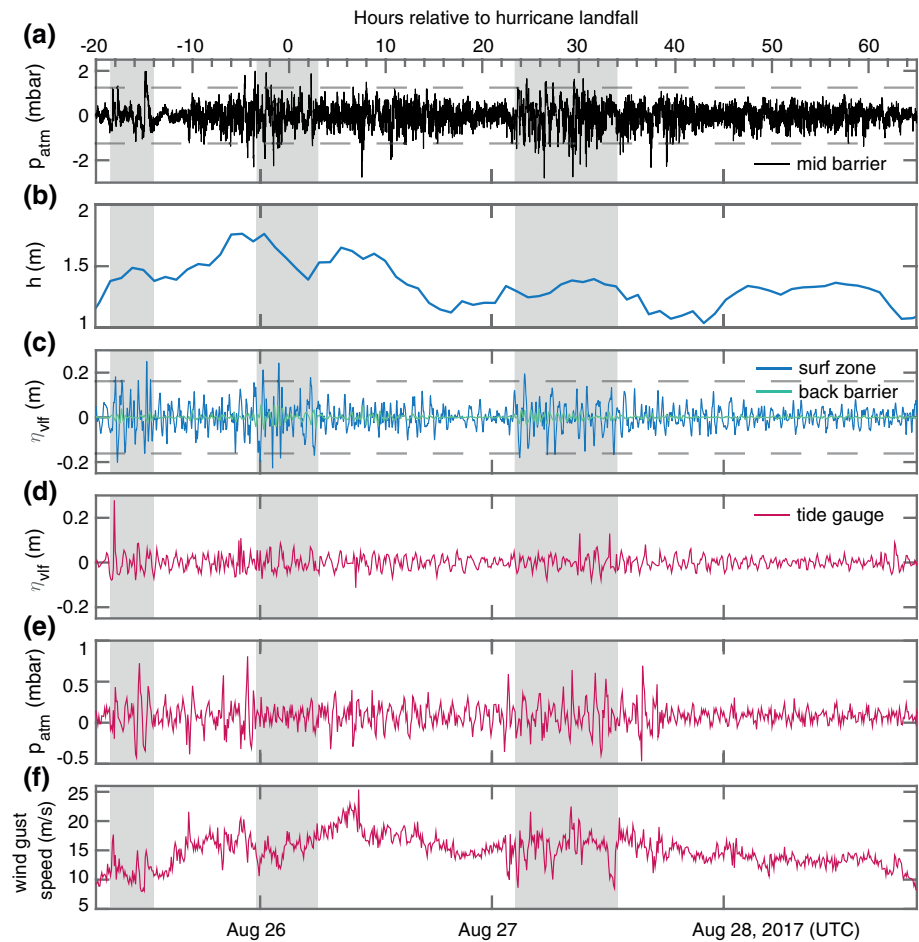 Hours relative to hurricane landfall
(a)
-20 -10 0 10 20 30 40 50 60
2
0
-2
p_atm (mbar)
mid barrier
(b)
2
1.5
1
h (m)
(c)
0.2
0
-0.2
η_vlf (m)
surf zone
back barrier
(d)
0.2
0
-0.2
η_vlf (m)
tide gauge
(e)
1
0.5
0
-0.5
p_atm (mbar)
(f)
25
20
15
10
5
wind gust
speed (m/s)
Aug 26 Aug 27 Aug 28, 2017 (UTC)